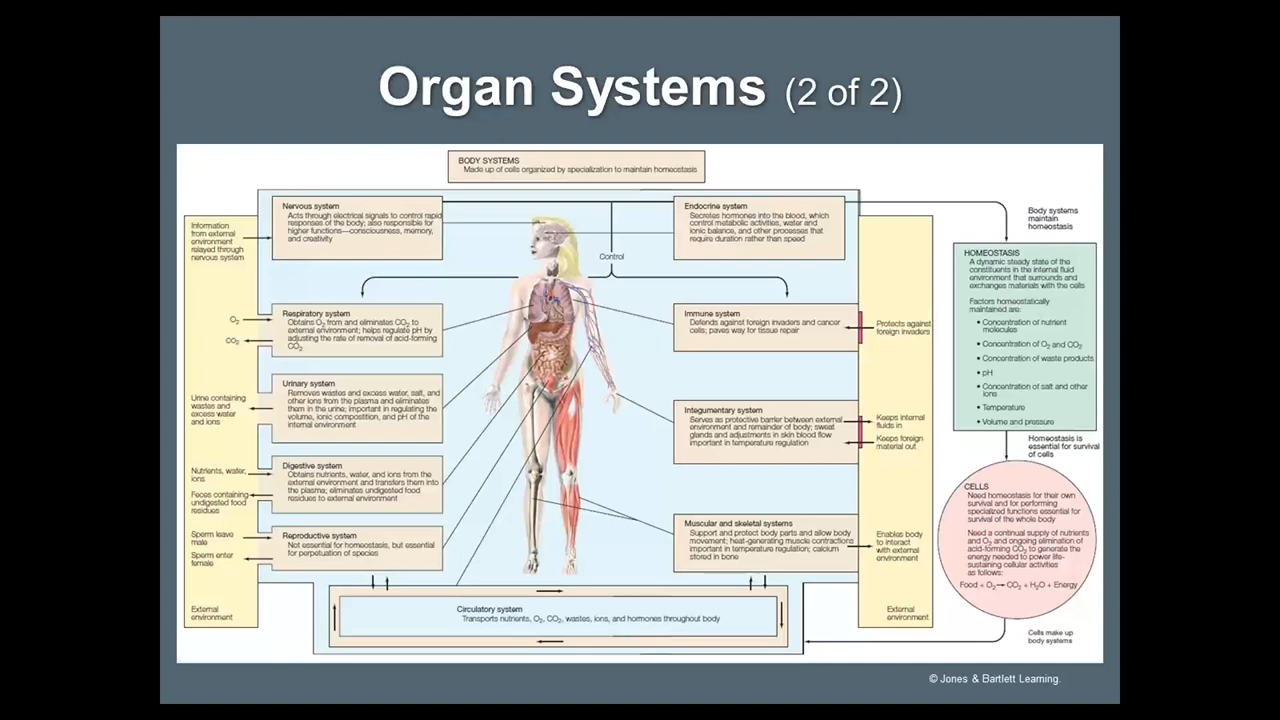 Organ Systems (2 of 2)
BODY SYSTEMS
Made up of cells organized by specialization to maintain homeostasis
Information
from external
environment
relayed through
nervous system
Nervous system
Acts through electrical signals to control rapid
responses of the body; also responsible for
higher functions—consciousness, memory,
and creativity
Control
Endocrine system
Secretes hormones into the blood, which
control metabolic activities, water and
ionic balance, and other processes that
require duration rather than speed
Body systems
maintain
homeostasis
O2
CO2
Respiratory system
Obtains O2 from and eliminates CO2 to
external environment; helps regulate pH by
adjusting the rate of removal of acid-forming
CO2
Immune system
Defends against foreign invaders and cancer
cells; paves way for tissue repair
Protects against
foreign invaders
HOMEOSTASIS
A dynamic steady state of the
constituents in the internal fluid
environment that surrounds and
exchanges materials with the cells
Factors homeostatically
maintained are:
• Concentration of nutrient
molecules
• Concentration of O2 and CO2
• Concentration of waste products
• pH
• Concentration of salt and other
ions
• Temperature
• Volume and pressure
Urine containing
wastes and
excess water
and ions
Urinary system
Removes wastes and excess water, salt, and
other ions from the plasma and eliminates
them in the urine; important in regulating the
volume, ionic composition, and pH of the
internal environment
Integumentary system
Serves as protective barrier between external
environment and remainder of body; sweat
glands and adjustments in skin blood flow
important in temperature regulation
Keeps internal
fluids in
Keeps foreign
material out
Homeostasis is
essential for survival
of cells
Nutrients, water,
ions
Feces containing
undigested food
residues
Digestive system
Obtains nutrients, water, and ions from the
external environment and transfers them into
the plasma; eliminates undigested food
residues to external environment
CELLS
Need homeostasis for their own
survival and for performing
specialized functions essential for
survival of the whole body
Need a continual supply of nutrients
and O2 and ongoing elimination of
acid-forming CO2 to generate the
energy needed to power life-
sustaining cellular activities
as follows:
Food + O2→ CO2 + H2O + Energy
Sperm leave
male
Sperm enter
female
Reproductive system
Not essential for homeostasis, but essential
for perpetuation of species
Muscular and skeletal systems
Support and protect body parts and allow body
movement; heat-generating muscle contractions
important in temperature regulation; calcium
stored in bone
Enables body
to interact
with external
environment
External
environment
Circulatory system
Transports nutrients, O2, CO2, wastes, ions, and hormones throughout body
External
environment
Cells make up
body systems
© Jones & Bartlett Learning.